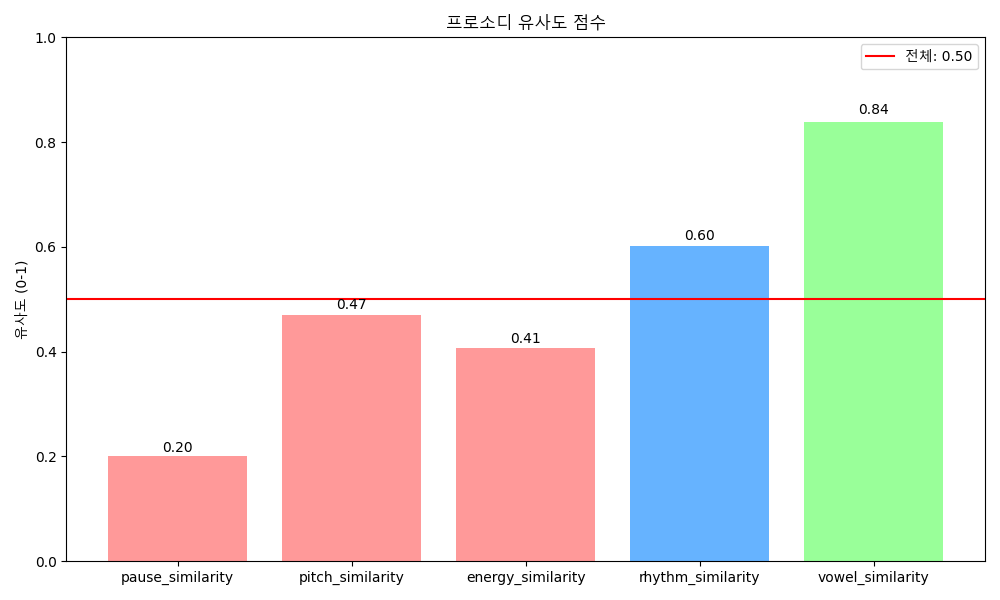 프로소디 유사도 점수
전체: 0.50
유사도 (0-1)
1.0
0.8
0.6
0.4
0.2
0.0
0.20
0.47
0.41
0.60
0.84
pause_similarity
pitch_similarity
energy_similarity
rhythm_similarity
vowel_similarity